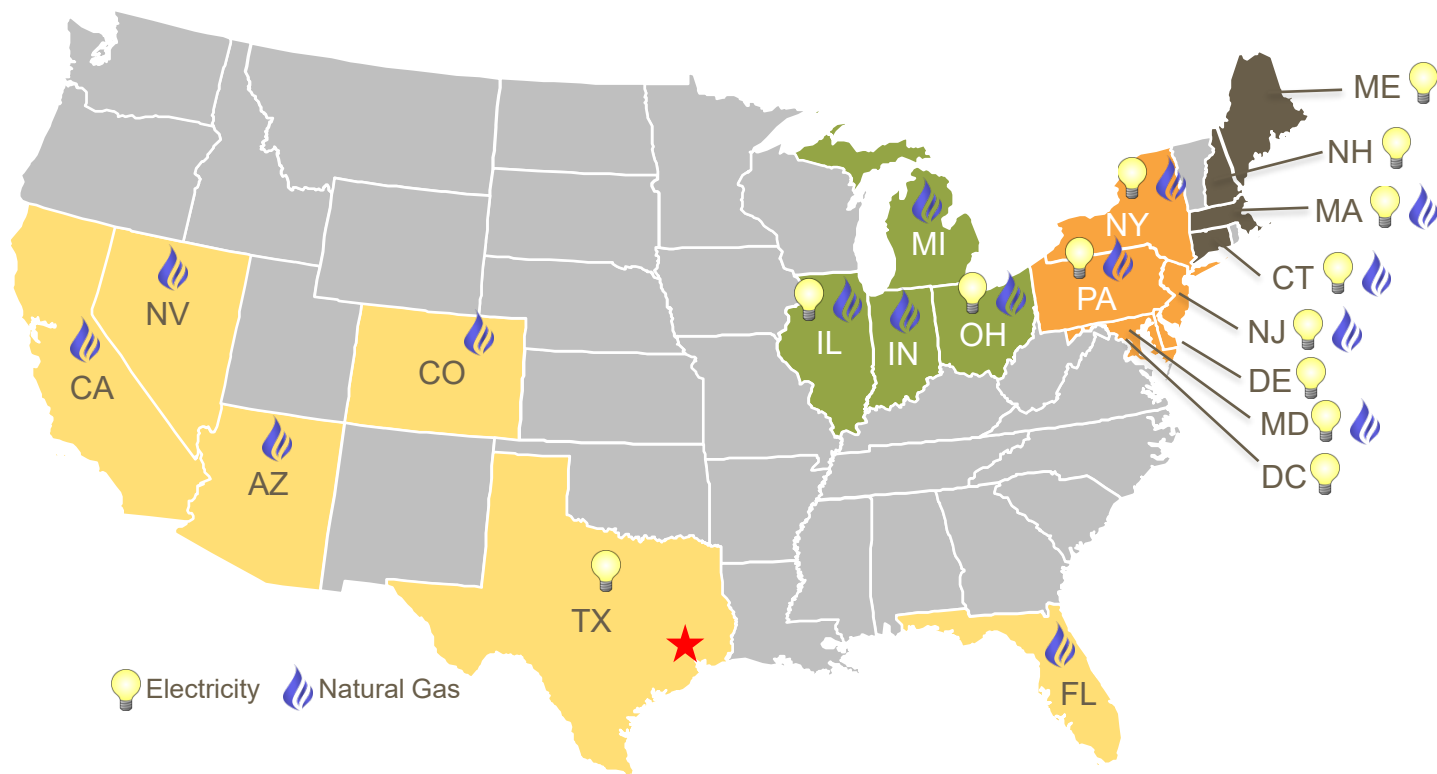 ME
NH
MA
NY
MI
CT
PA
NV
NJ
OH
IL
IN
CO
DE
CA
MD
DC
AZ
TX
Electricity
Natural Gas
FL